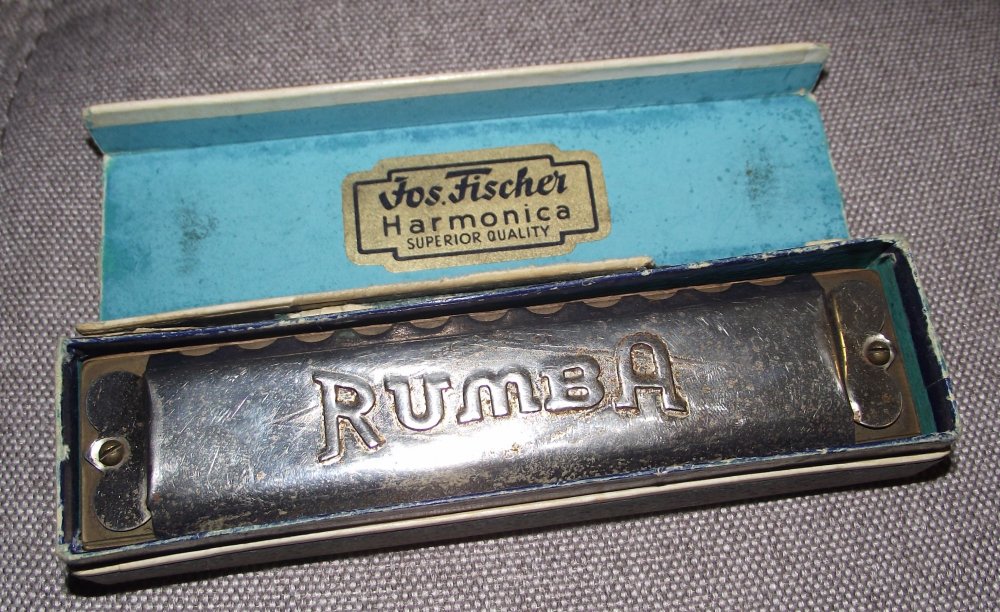 Jos. Fischer
Harmonica
SUPERIOR QUALITY
RUMBA